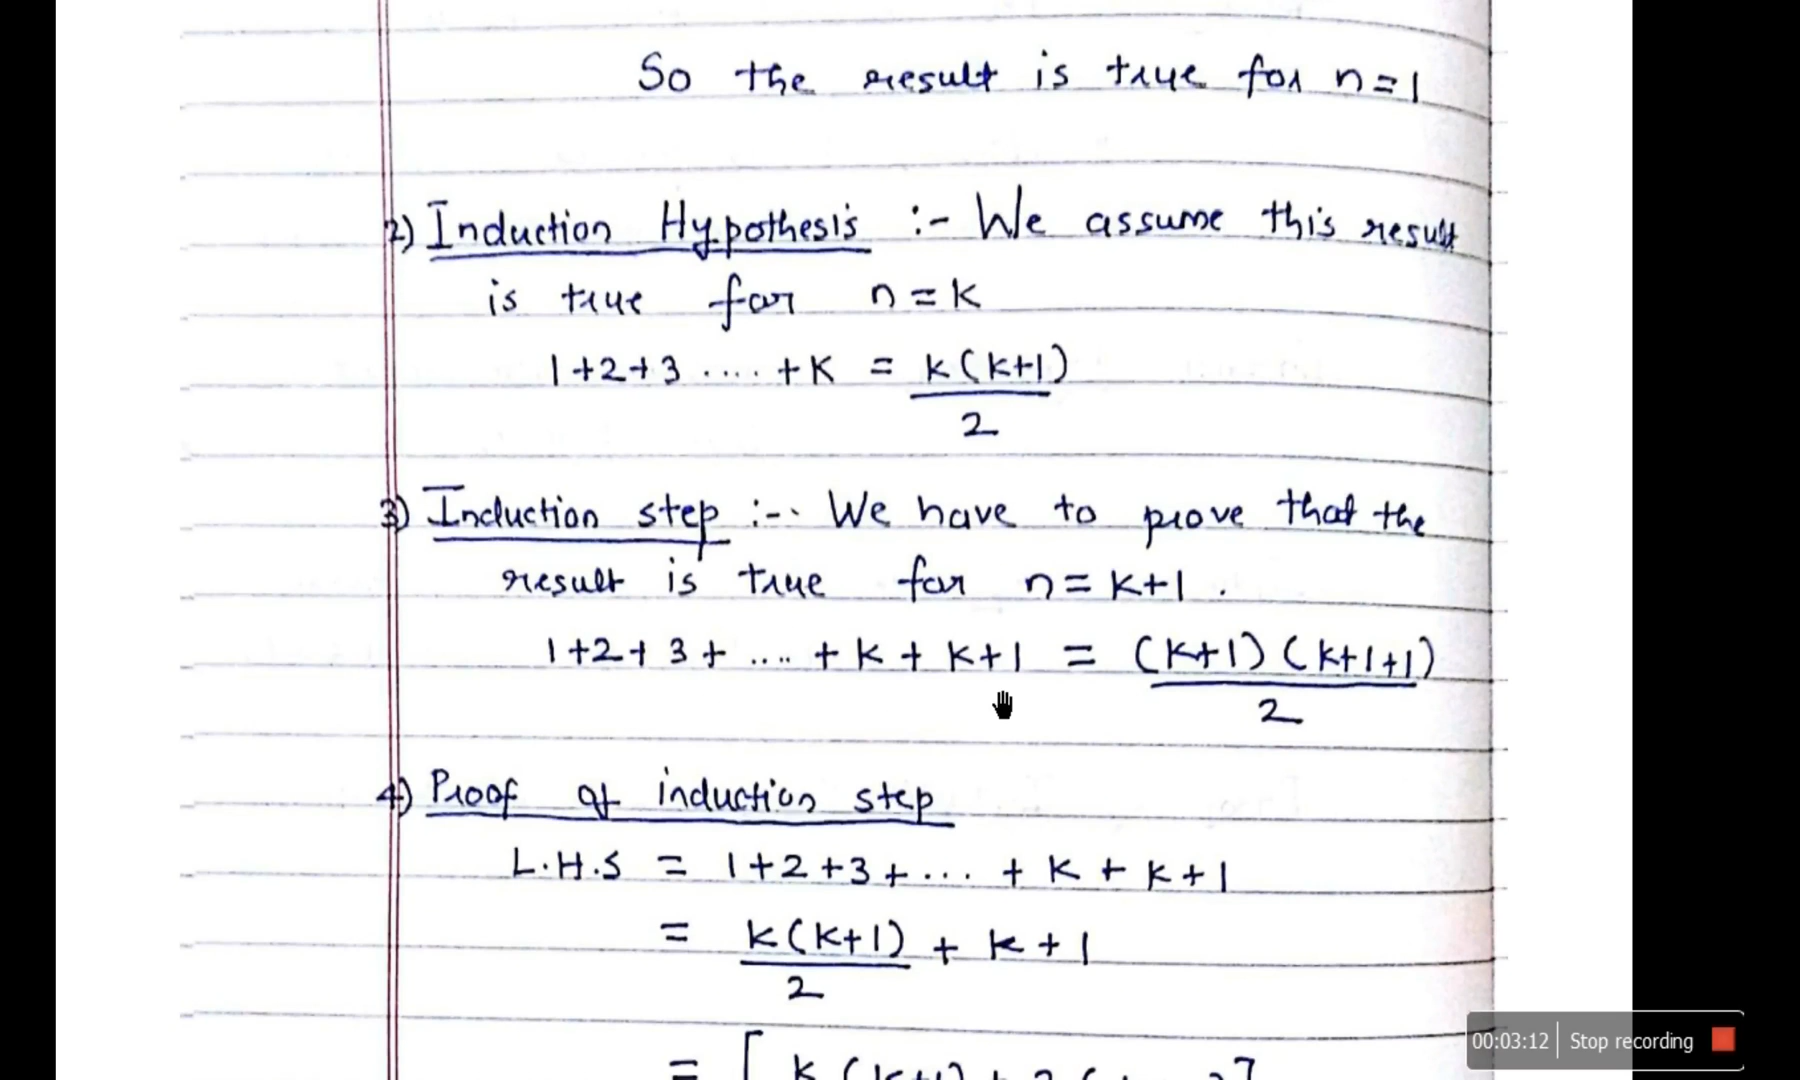 So the result is true for n=1
2) Induction Hypothesis :- We assume this result
is true for n=k
1+2+3 .... +k = k(k+1)
2
3) Induction step :-. We have to prove that the
result is true for n=k+1.
1+2+3+ .... +k+k+1 = (k+1)(k+1+1)
2
4) Proof of induction step
L.H.S = 1+2+3+ ... +k+k+1
= k(k+1) + k+1
2
00:03:12 Stop recording